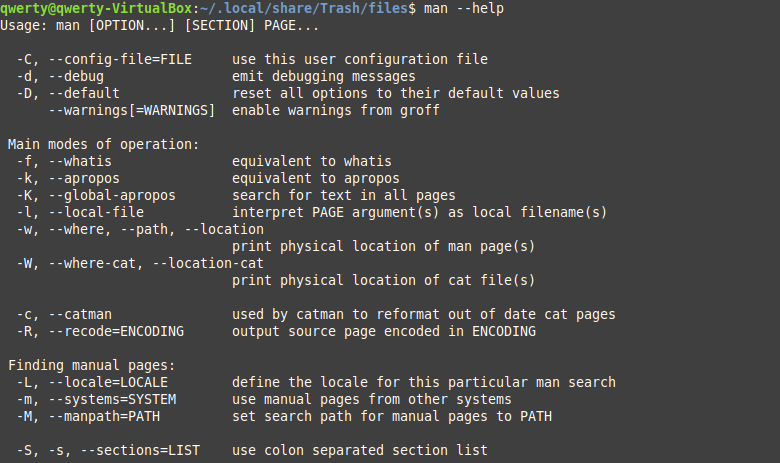 qwerty@qwerty-VirtualBox:~/.local/share/Trash/files$ man --help
Usage: man [OPTION...] [SECTION] PAGE...
-C, --config-file=FILE use this user configuration file
-d, --debug emit debugging messages
-D, --default reset all options to their default values
--warnings[=WARNINGS] enable warnings from groff
Main modes of operation:
-f, --whatis equivalent to whatis
-k, --apropos equivalent to apropos
-K, --global-apropos search for text in all pages
-l, --local-file interpret PAGE argument(s) as local filename(s)
-w, --where, --path, --location
print physical location of man page(s)
-W, --where-cat, --location-cat
print physical location of cat file(s)
-c, --catman used by catman to reformat out of date cat pages
-R, --recode=ENCODING output source page encoded in ENCODING
Finding manual pages:
-L, --locale=LOCALE define the locale for this particular man search
-m, --systems=SYSTEM use manual pages from other systems
-M, --manpath=PATH set search path for manual pages to PATH
-S, -s, --sections=LIST use colon separated section list